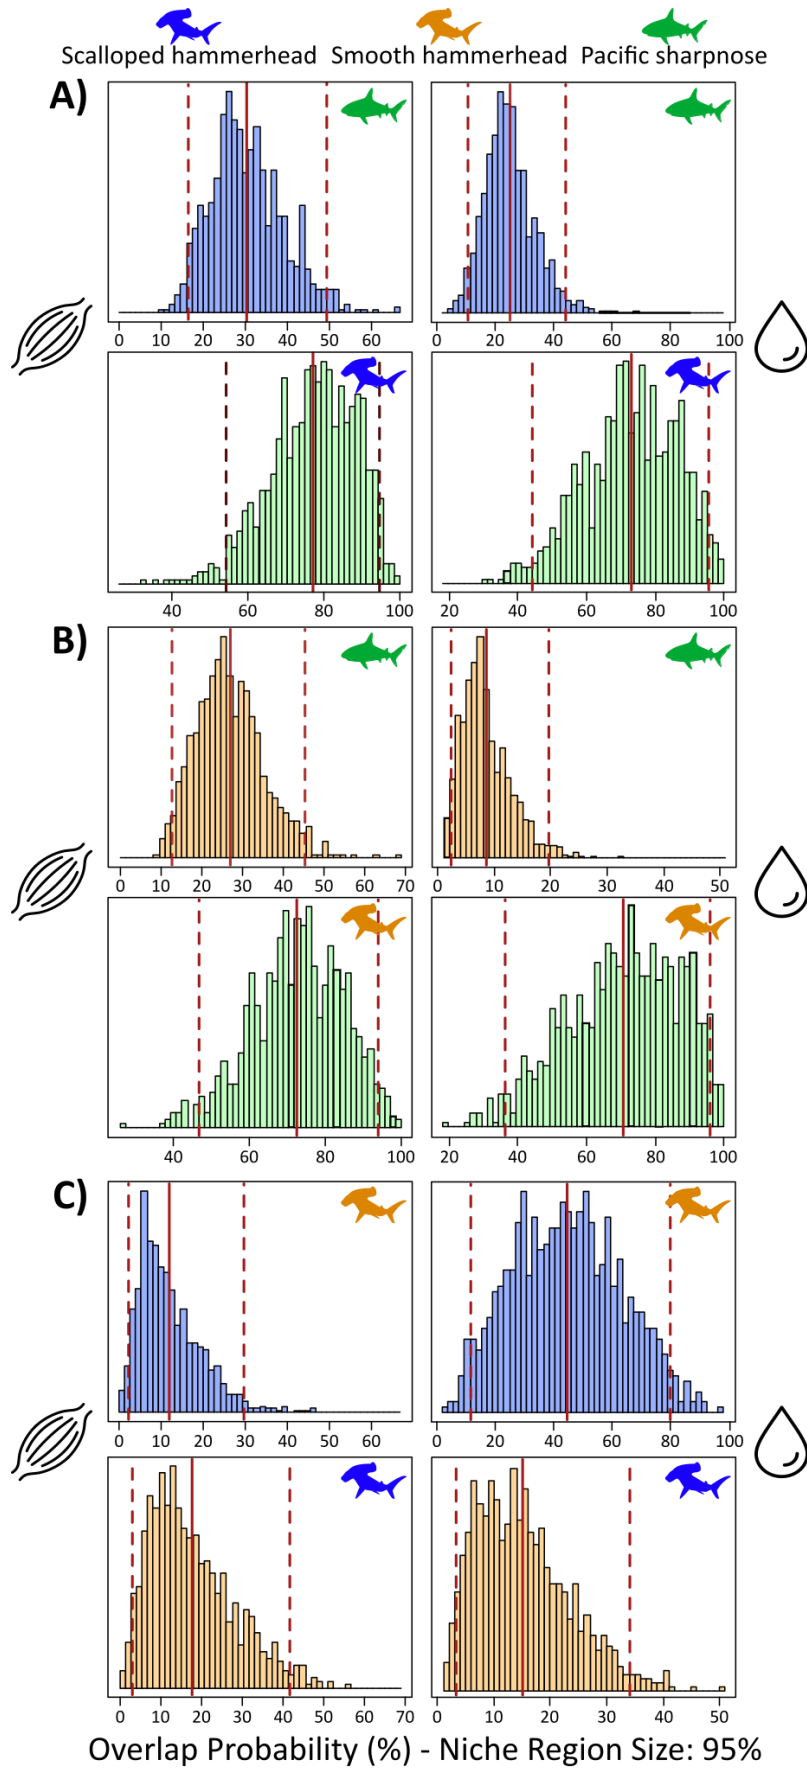 Scalloped hammerhead Smooth hammerhead Pacific sharpnose
A)
0 10 20 30 40 50 60
0 20 40 60 80 100
40 60 80 100
20 40 60 80 100
B)
0 10 20 30 40 50 60 70
0 10 20 30 40 50
40 60 80 100
20 40 60 80 100
C)
0 10 20 30 40 50 60
0 20 40 60 80 100
0 10 20 30 40 50 60 70
0 10 20 30 40 50
Overlap Probability (%) - Niche Region Size: 95%